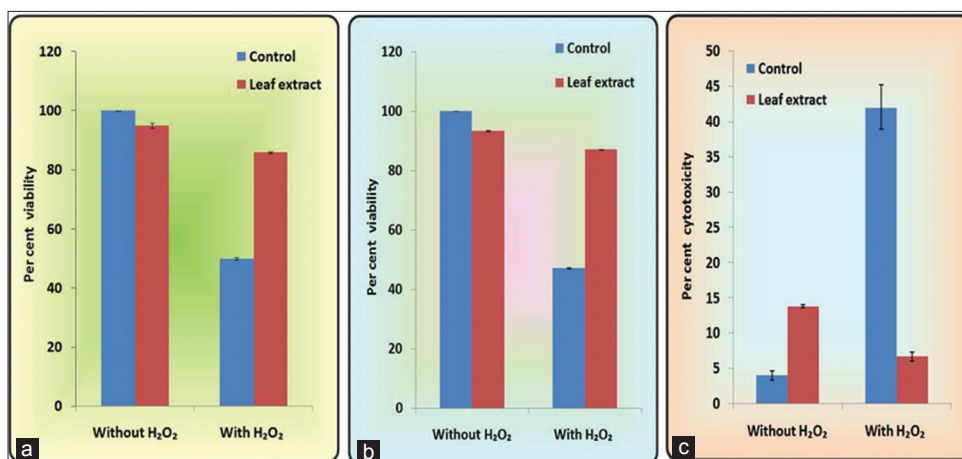 120
100
80
60
40
20
0
Per cent viability
Control
Leaf extract
Without H₂O₂
With H₂O₂
a
120
100
80
60
40
20
0
Per cent viability
Control
Leaf extract
Without H₂O₂
With H₂O₂
b
50
45
40
35
30
25
20
15
10
5
0
Per cent cytotoxicity
Control
Leaf extract
Without H₂O₂
With H₂O₂
c